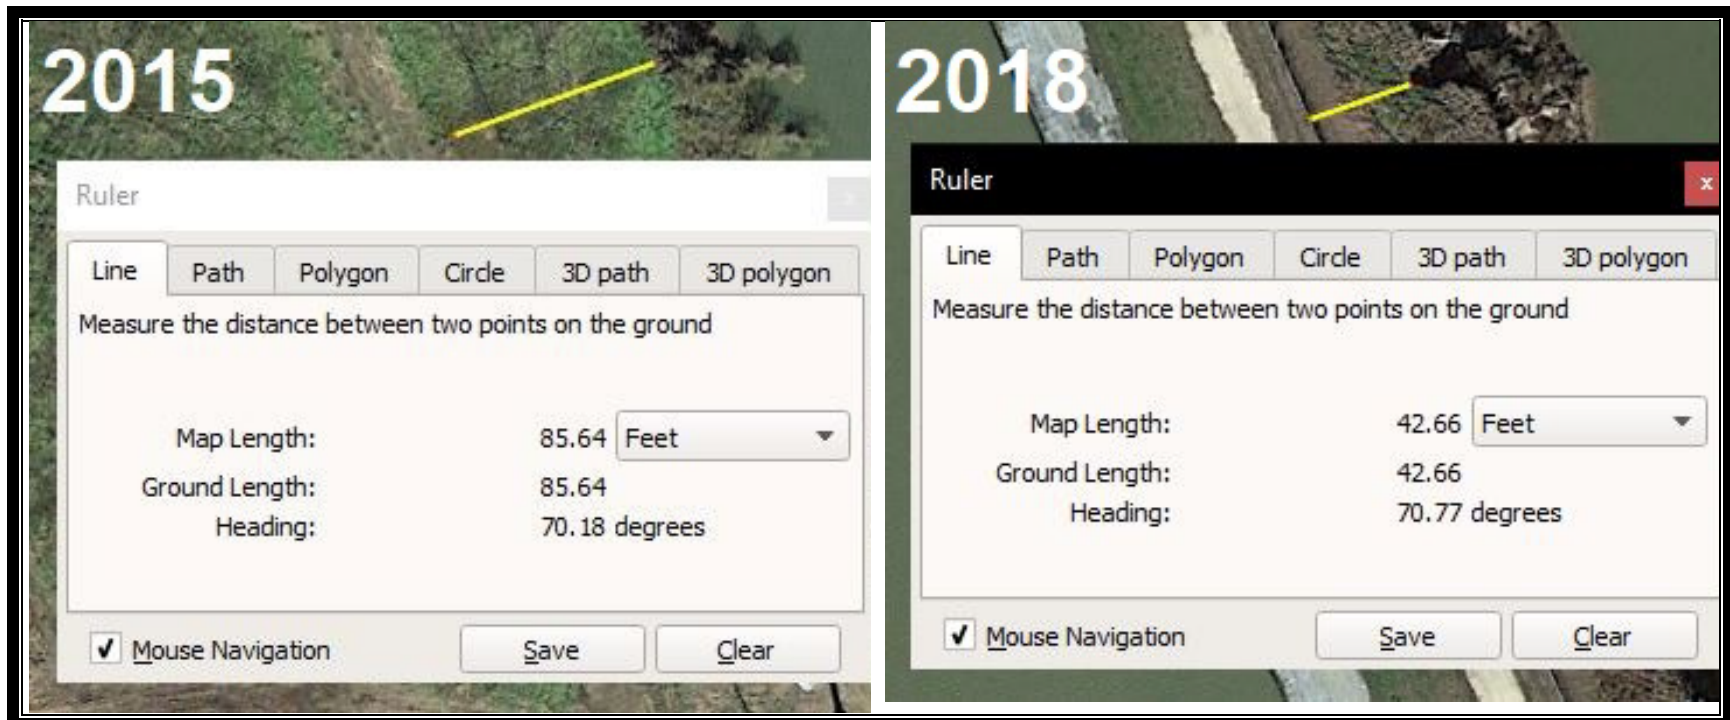 2015
Ruler
x
Line Path Polygon Circle 3D path 3D polygon
Measure the distance between two points on the ground
Map Length: 85.64 Feet
Ground Length: 85.64
Heading: 70.18 degrees
Mouse Navigation Save Clear
2018
Ruler
x
Line Path Polygon Circle 3D path 3D polygon
Measure the distance between two points on the ground
Map Length: 42.66 Feet
Ground Length: 42.66
Heading: 70.77 degrees
Mouse Navigation Save Clear